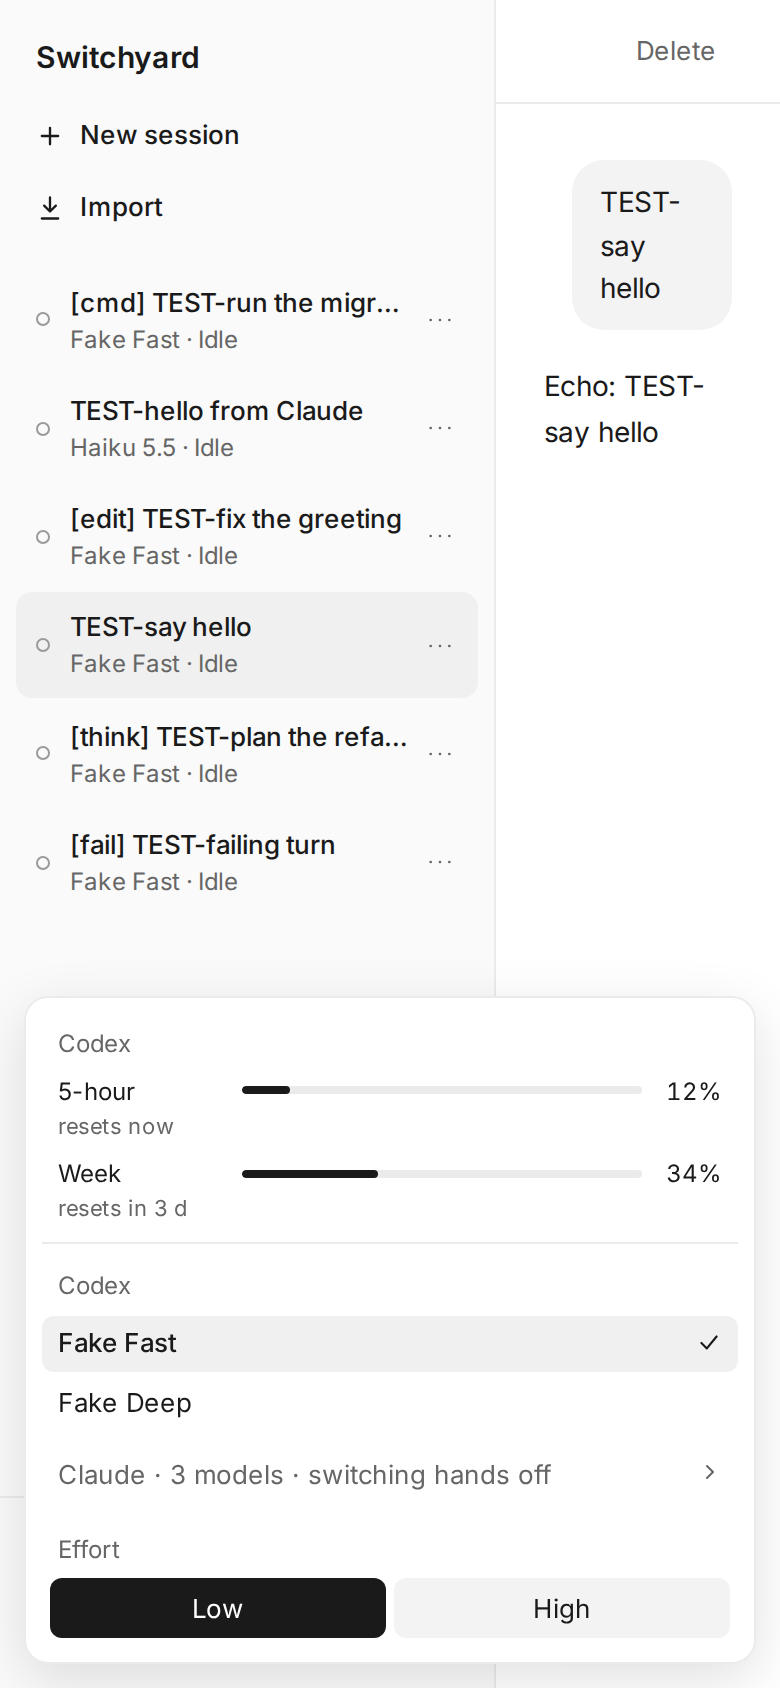 Switchyard
New session
Import
[cmd] TEST-run the migr...
Fake Fast · Idle
TEST-hello from Claude
Haiku 5.5 · Idle
[edit] TEST-fix the greeting
Fake Fast · Idle
TEST-say hello
Fake Fast · Idle
[think] TEST-plan the refa...
Fake Fast · Idle
[fail] TEST-failing turn
Fake Fast · Idle
Delete
TEST-
say
hello
Echo: TEST-
say hello
Codex
5-hour 12%
resets now
Week 34%
resets in 3 d
Codex
Fake Fast
Fake Deep
Claude · 3 models · switching hands off
Effort
Low High